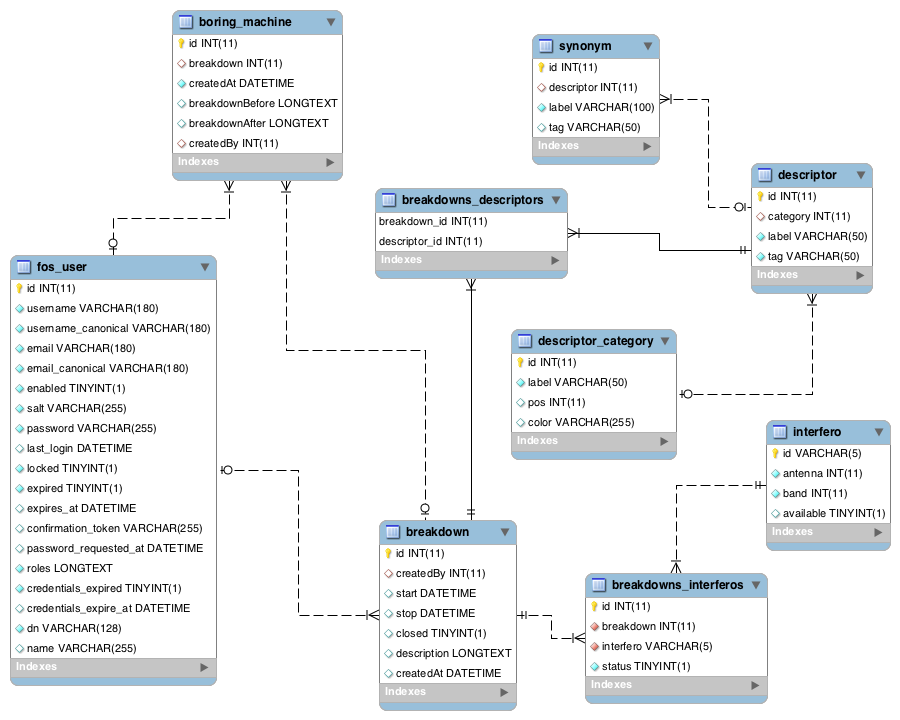 boring_machine
id INT(11)
breakdown INT(11)
createdAt DATETIME
breakdownBefore LONGTEXT
breakdownAfter LONGTEXT
createdBy INT(11)
Indexes
synonym
id INT(11)
descriptor INT(11)
label VARCHAR(100)
tag VARCHAR(50)
Indexes
descriptor
id INT(11)
category INT(11)
label VARCHAR(50)
tag VARCHAR(50)
Indexes
breakdowns_descriptors
breakdown_id INT(11)
descriptor_id INT(11)
Indexes
fos_user
id INT(11)
username VARCHAR(180)
username_canonical VARCHAR(180)
email VARCHAR(180)
email_canonical VARCHAR(180)
enabled TINYINT(1)
salt VARCHAR(255)
password VARCHAR(255)
last_login DATETIME
locked TINYINT(1)
expired TINYINT(1)
expires_at DATETIME
confirmation_token VARCHAR(255)
password_requested_at DATETIME
roles LONGTEXT
credentials_expired TINYINT(1)
credentials_expire_at DATETIME
dn VARCHAR(128)
name VARCHAR(255)
Indexes
descriptor_category
id INT(11)
label VARCHAR(50)
pos INT(11)
color VARCHAR(255)
Indexes
interfero
id VARCHAR(5)
antenna INT(11)
band INT(11)
available TINYINT(1)
Indexes
breakdown
id INT(11)
createdBy INT(11)
start DATETIME
stop DATETIME
closed TINYINT(1)
description LONGTEXT
createdAt DATETIME
Indexes
breakdowns_interferos
id INT(11)
breakdown INT(11)
interfero VARCHAR(5)
status TINYINT(1)
Indexes